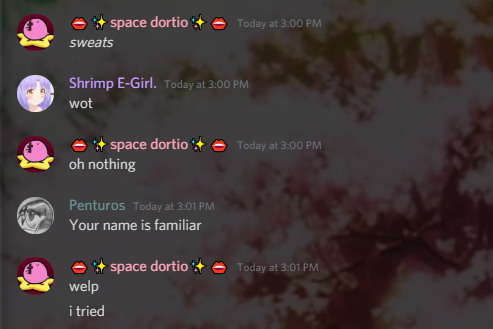 👄✨space dortio✨👄 Today at 3:00 PM
sweats
Shrimp E-Girl. Today at 3:00 PM
wot
👄✨space dortio✨👄 Today at 3:00 PM
oh nothing
Penturos Today at 3:01 PM
Your name is familiar
👄✨space dortio✨👄 Today at 3:01 PM
welp
i tried